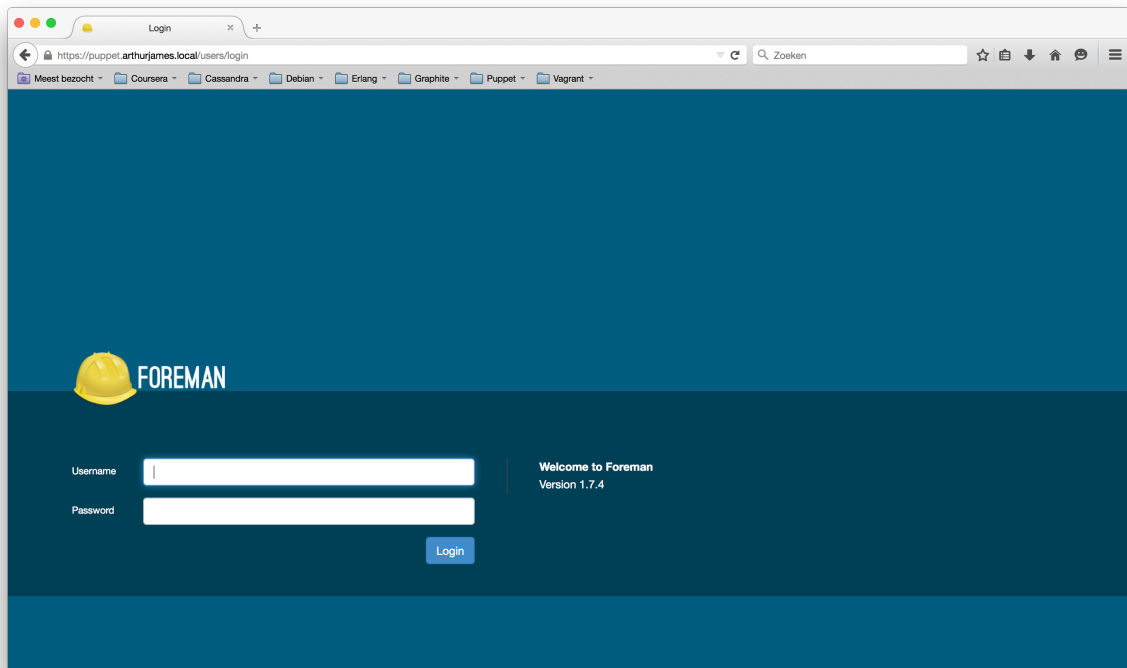 Login
https://puppet.arthurjames.local/users/login
Zoeken
Meest bezocht Coursera Cassandra Debian Erlang Graphite Puppet Vagrant
FOREMAN
Username
Welcome to Foreman
Version 1.7.4
Password
Login